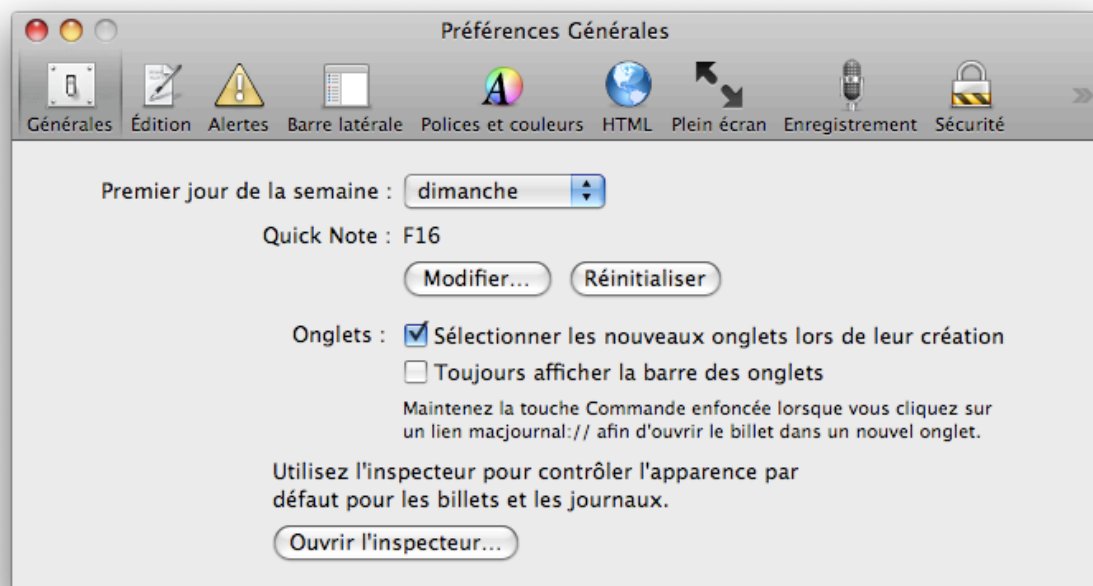 Préférences Générales
Générales Édition Alertes Barre latérale Polices et couleurs HTML Plein écran Enregistrement Sécurité
Premier jour de la semaine : dimanche
Quick Note : F16
Modifier... Réinitialiser
Onglets : Sélectionner les nouveaux onglets lors de leur création
Toujours afficher la barre des onglets
Maintenez la touche Commande enfoncée lorsque vous cliquez sur
un lien macjournal:// afin d'ouvrir le billet dans un nouvel onglet.
Utilisez l'inspecteur pour contrôler l'apparence par
défaut pour les billets et les journaux.
Ouvrir l'inspecteur...